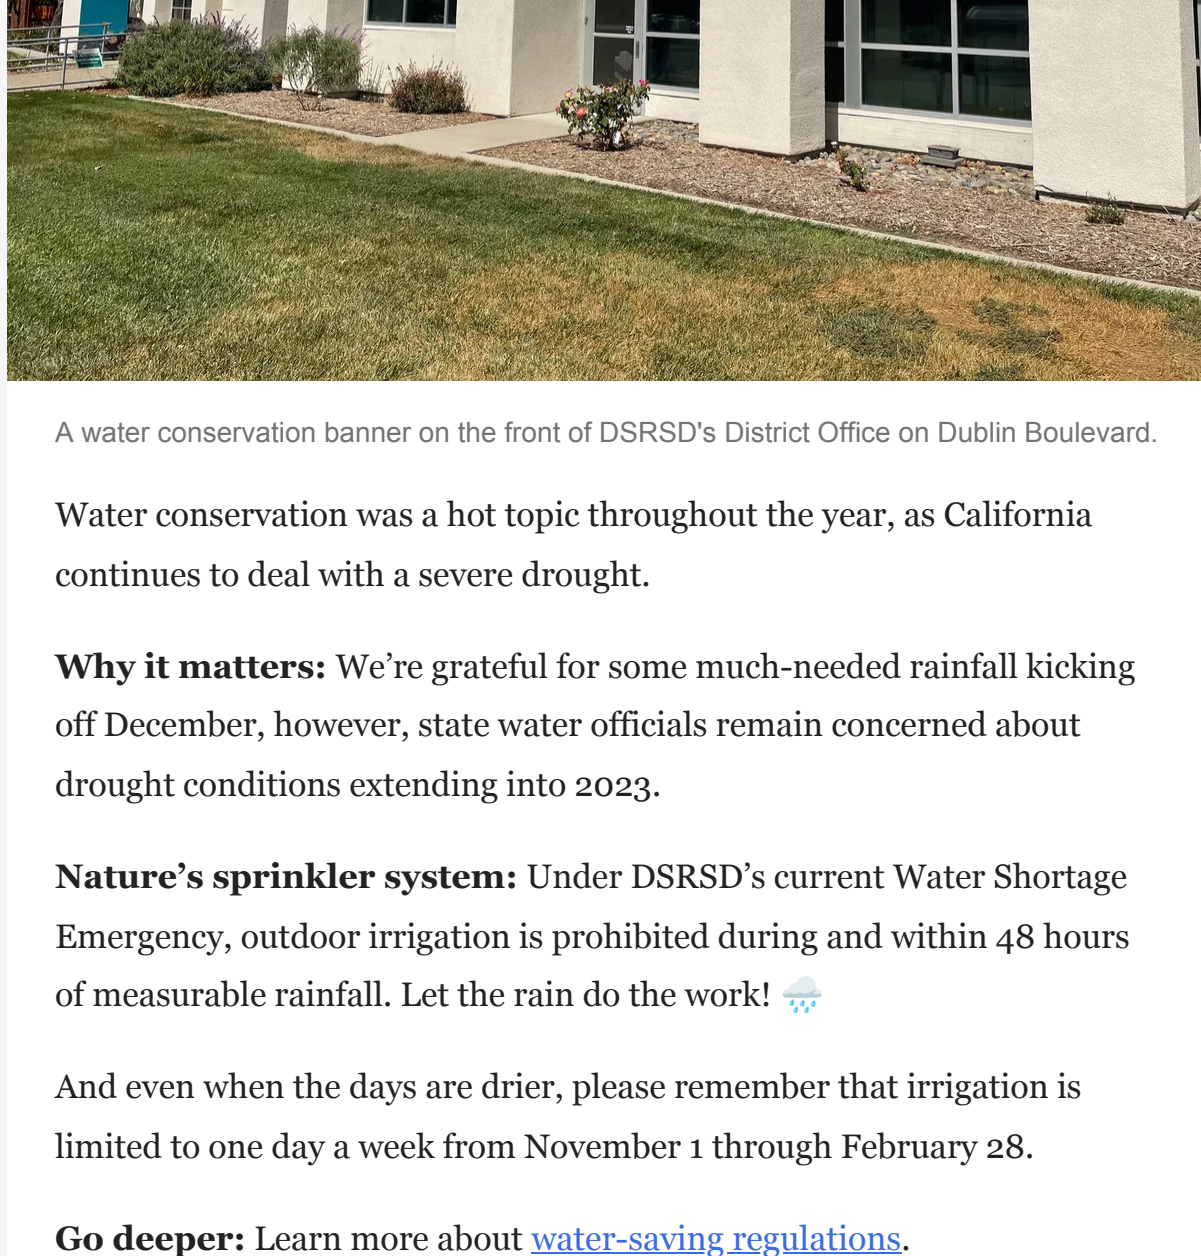 A water conservation banner on the front of DSRSD's District Office on Dublin Boulevard.
Water conservation was a hot topic throughout the year, as California
continues to deal with a severe drought.
Why it matters: We’re grateful for some much-needed rainfall kicking
off December, however, state water officials remain concerned about
drought conditions extending into 2023.
Nature’s sprinkler system: Under DSRSD’s current Water Shortage
Emergency, outdoor irrigation is prohibited during and within 48 hours
of measurable rainfall. Let the rain do the work! 🌧️
And even when the days are drier, please remember that irrigation is
limited to one day a week from November 1 through February 28.
Go deeper: Learn more about water-saving regulations.